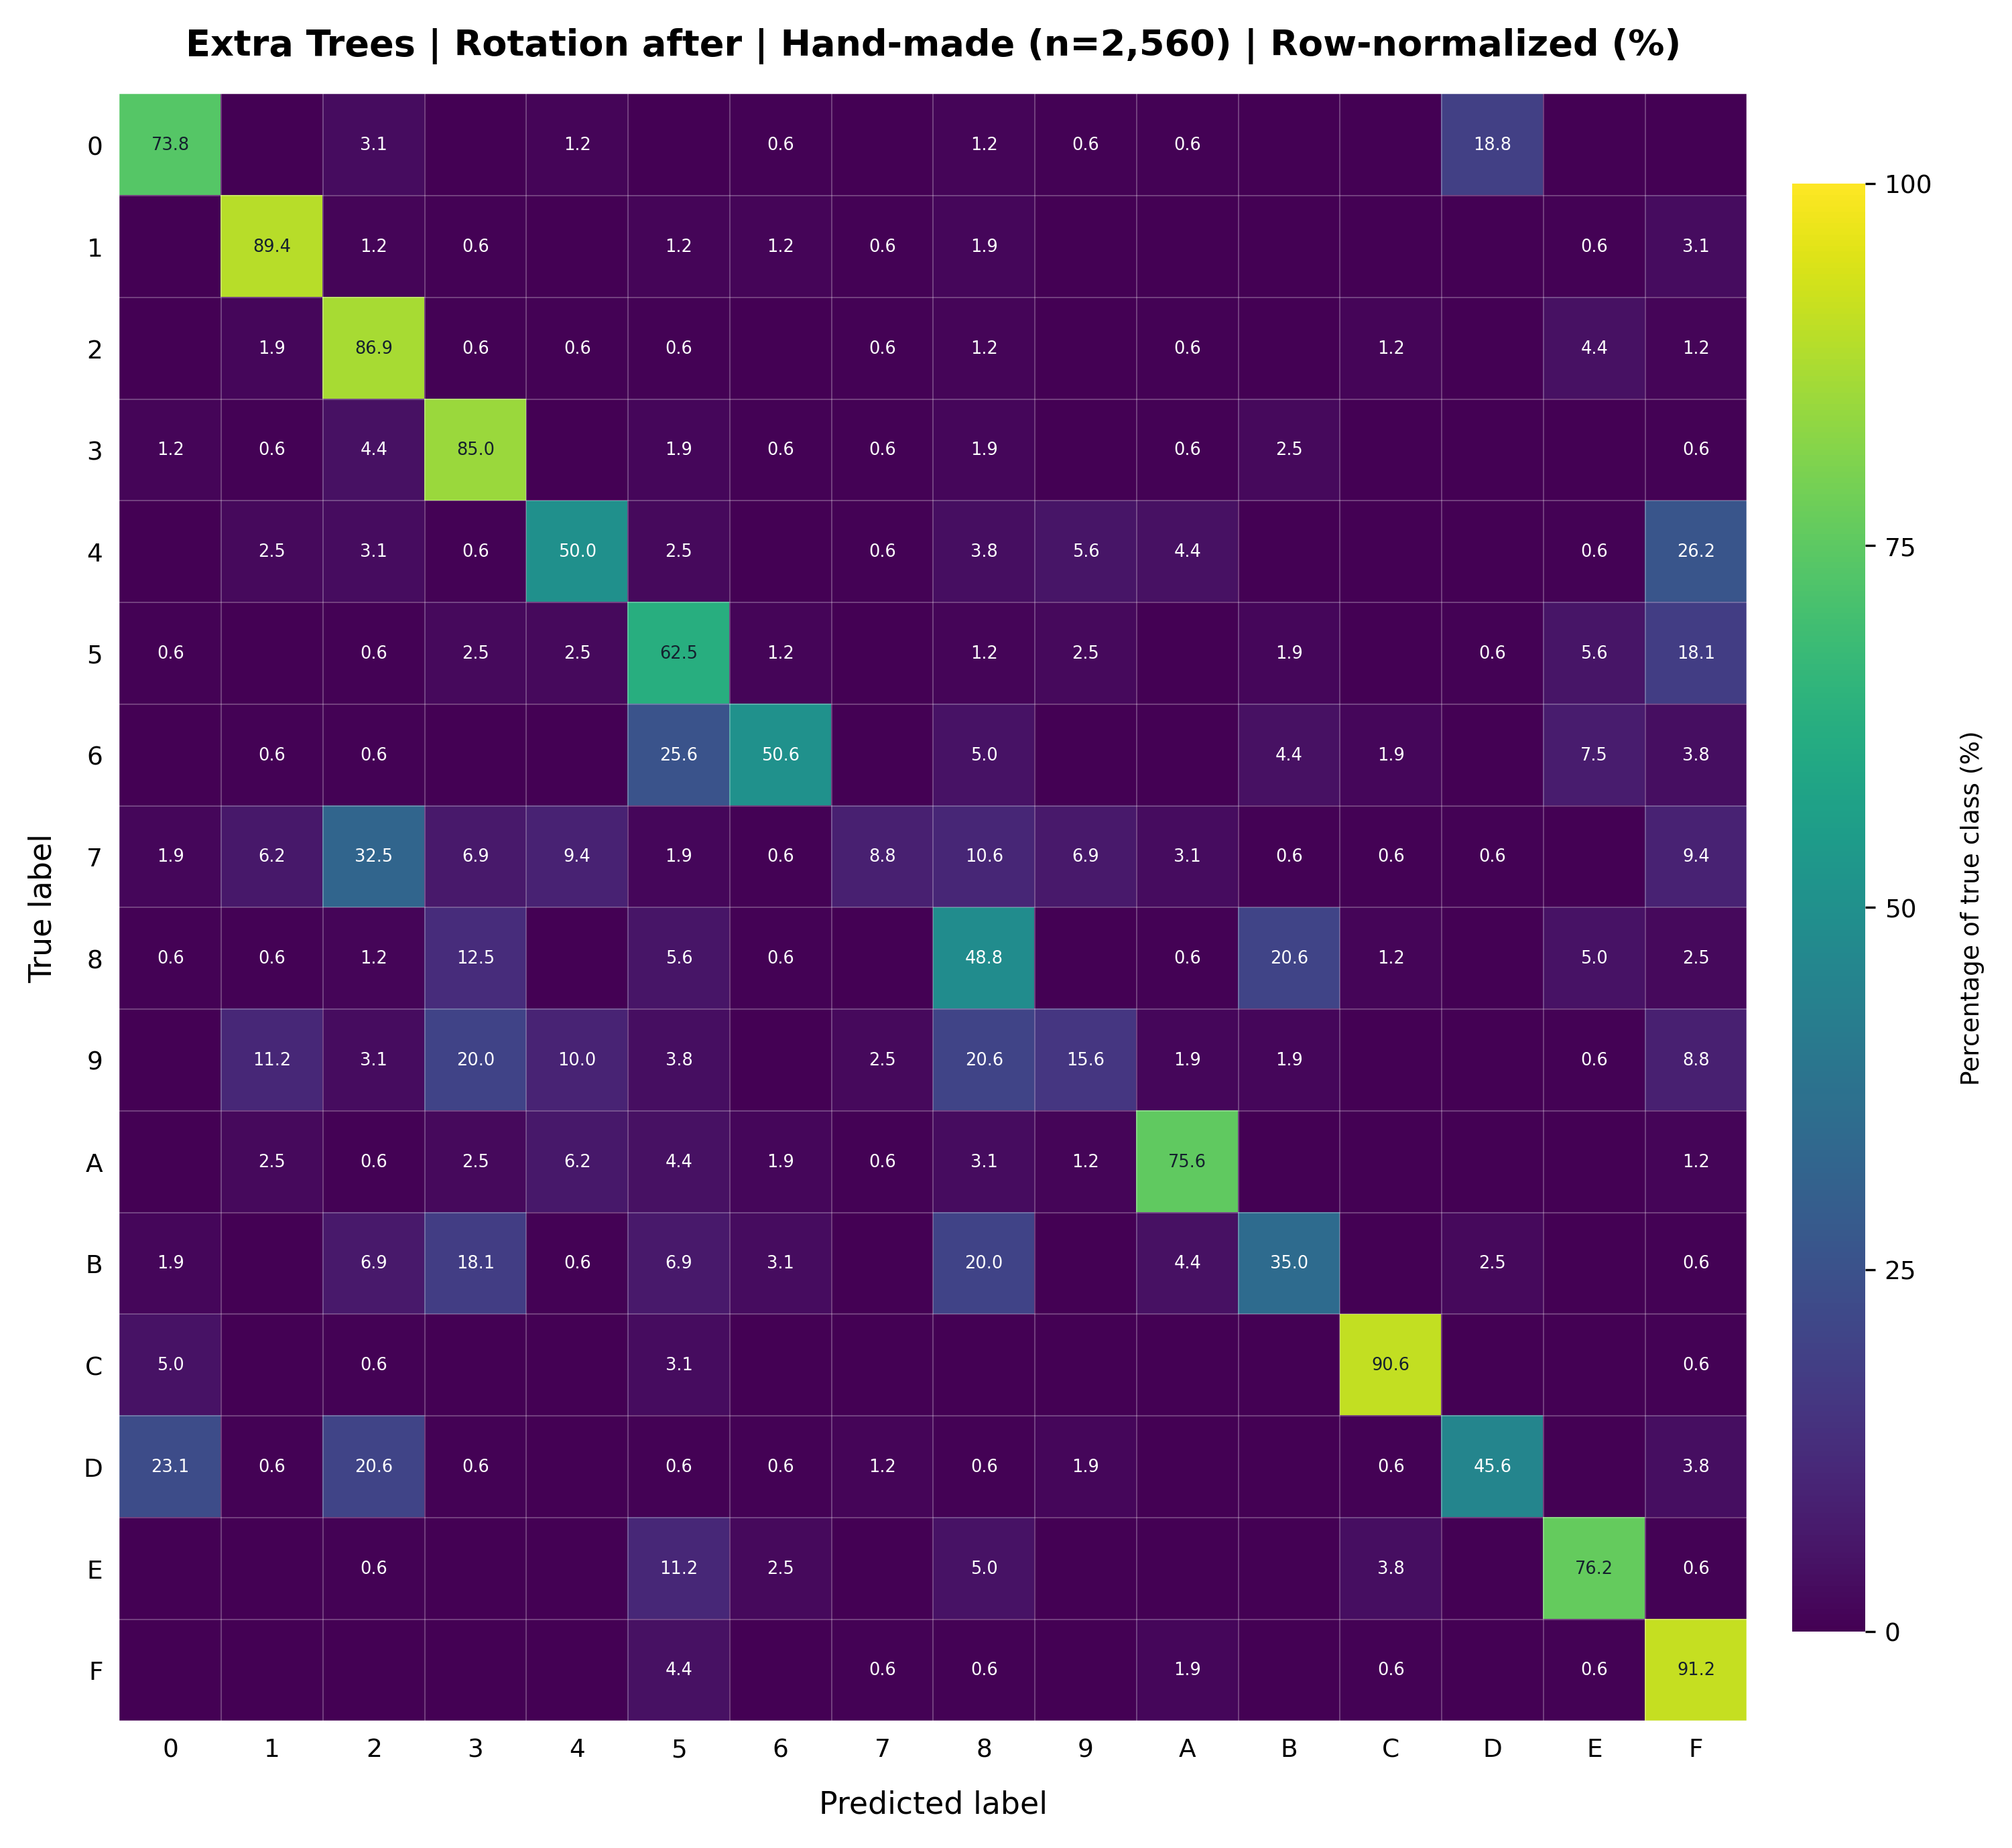 Extra Trees | Rotation after | Hand-made (n=2,560) | Row-normalized (%)
0 73.8 3.1 1.2 0.6 1.2 0.6 0.6 18.8
1 89.4 1.2 0.6 1.2 1.2 0.6 1.9 0.6 3.1
2 1.9 86.9 0.6 0.6 0.6 0.6 1.2 0.6 1.2 4.4 1.2
3 1.2 0.6 4.4 85.0 1.9 0.6 0.6 1.9 0.6 2.5 0.6
4 2.5 3.1 0.6 50.0 2.5 0.6 3.8 5.6 4.4 0.6 26.2
5 0.6 0.6 2.5 2.5 62.5 1.2 1.2 2.5 1.9 0.6 5.6 18.1
6 0.6 0.6 25.6 50.6 5.0 4.4 1.9 7.5 3.8
7 1.9 6.2 32.5 6.9 9.4 1.9 0.6 8.8 10.6 6.9 3.1 0.6 0.6 0.6 9.4
8 0.6 0.6 1.2 12.5 5.6 0.6 48.8 0.6 20.6 1.2 5.0 2.5
9 11.2 3.1 20.0 10.0 3.8 2.5 20.6 15.6 1.9 1.9 0.6 8.8
A 2.5 0.6 2.5 6.2 4.4 1.9 0.6 3.1 1.2 75.6 1.2
B 1.9 6.9 18.1 0.6 6.9 3.1 20.0 4.4 35.0 2.5 0.6
C 5.0 0.6 3.1 90.6 0.6
D 23.1 0.6 20.6 0.6 0.6 0.6 1.2 0.6 1.9 0.6 45.6 3.8
E 0.6 11.2 2.5 5.0 3.8 76.2 0.6
F 4.4 0.6 0.6 1.9 0.6 0.6 91.2
0 1 2 3 4 5 6 7 8 9 A B C D E F
Predicted label
True label
100
75
50
25
0
Percentage of true class (%)